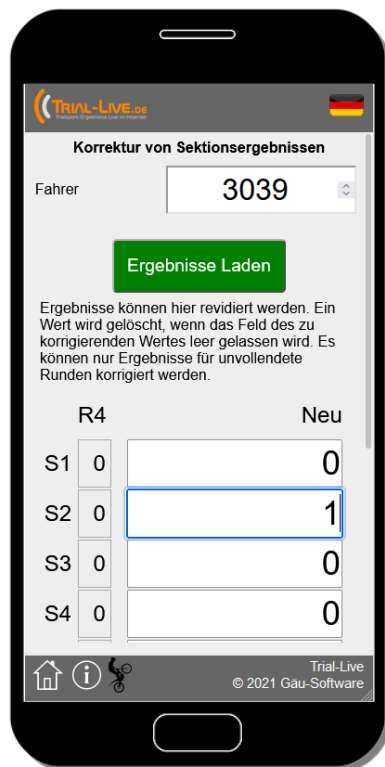 TRIAL-LIVE.DE
Trialsport Ergebnisse Live im Internet
Korrektur von Sektionsergebnissen
Fahrer 3039
Ergebnisse Laden
Ergebnisse können hier revidiert werden. Ein
Wert wird gelöscht, wenn das Feld des zu
korrigierenden Wertes leer gelassen wird. Es
können nur Ergebnisse für unvollendete
Runden korrigiert werden.
R4 Neu
S1 0 0
S2 0 1
S3 0 0
S4 0 0
Trial-Live
© 2021 Gäu-Software